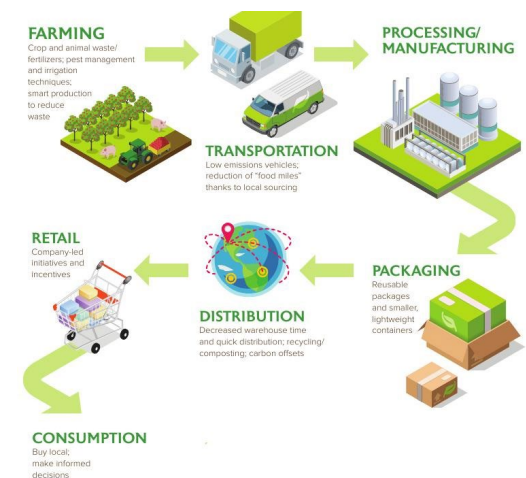 FARMING
Crop and animal waste/
fertilizers; pest management
and irrigation
techniques;
smart production
to reduce
waste
TRANSPORTATION
Low emissions vehicles;
reduction of "food miles"
thanks to local sourcing
PROCESSING/
MANUFACTURING
PACKAGING
Reusable
packages
and smaller,
lightweight
containers
DISTRIBUTION
Decreased warehouse time
and quick distribution; recycling/
composting; carbon offsets
RETAIL
Company-led
initiatives and
incentives
CONSUMPTION
Buy local;
make informed
decisions